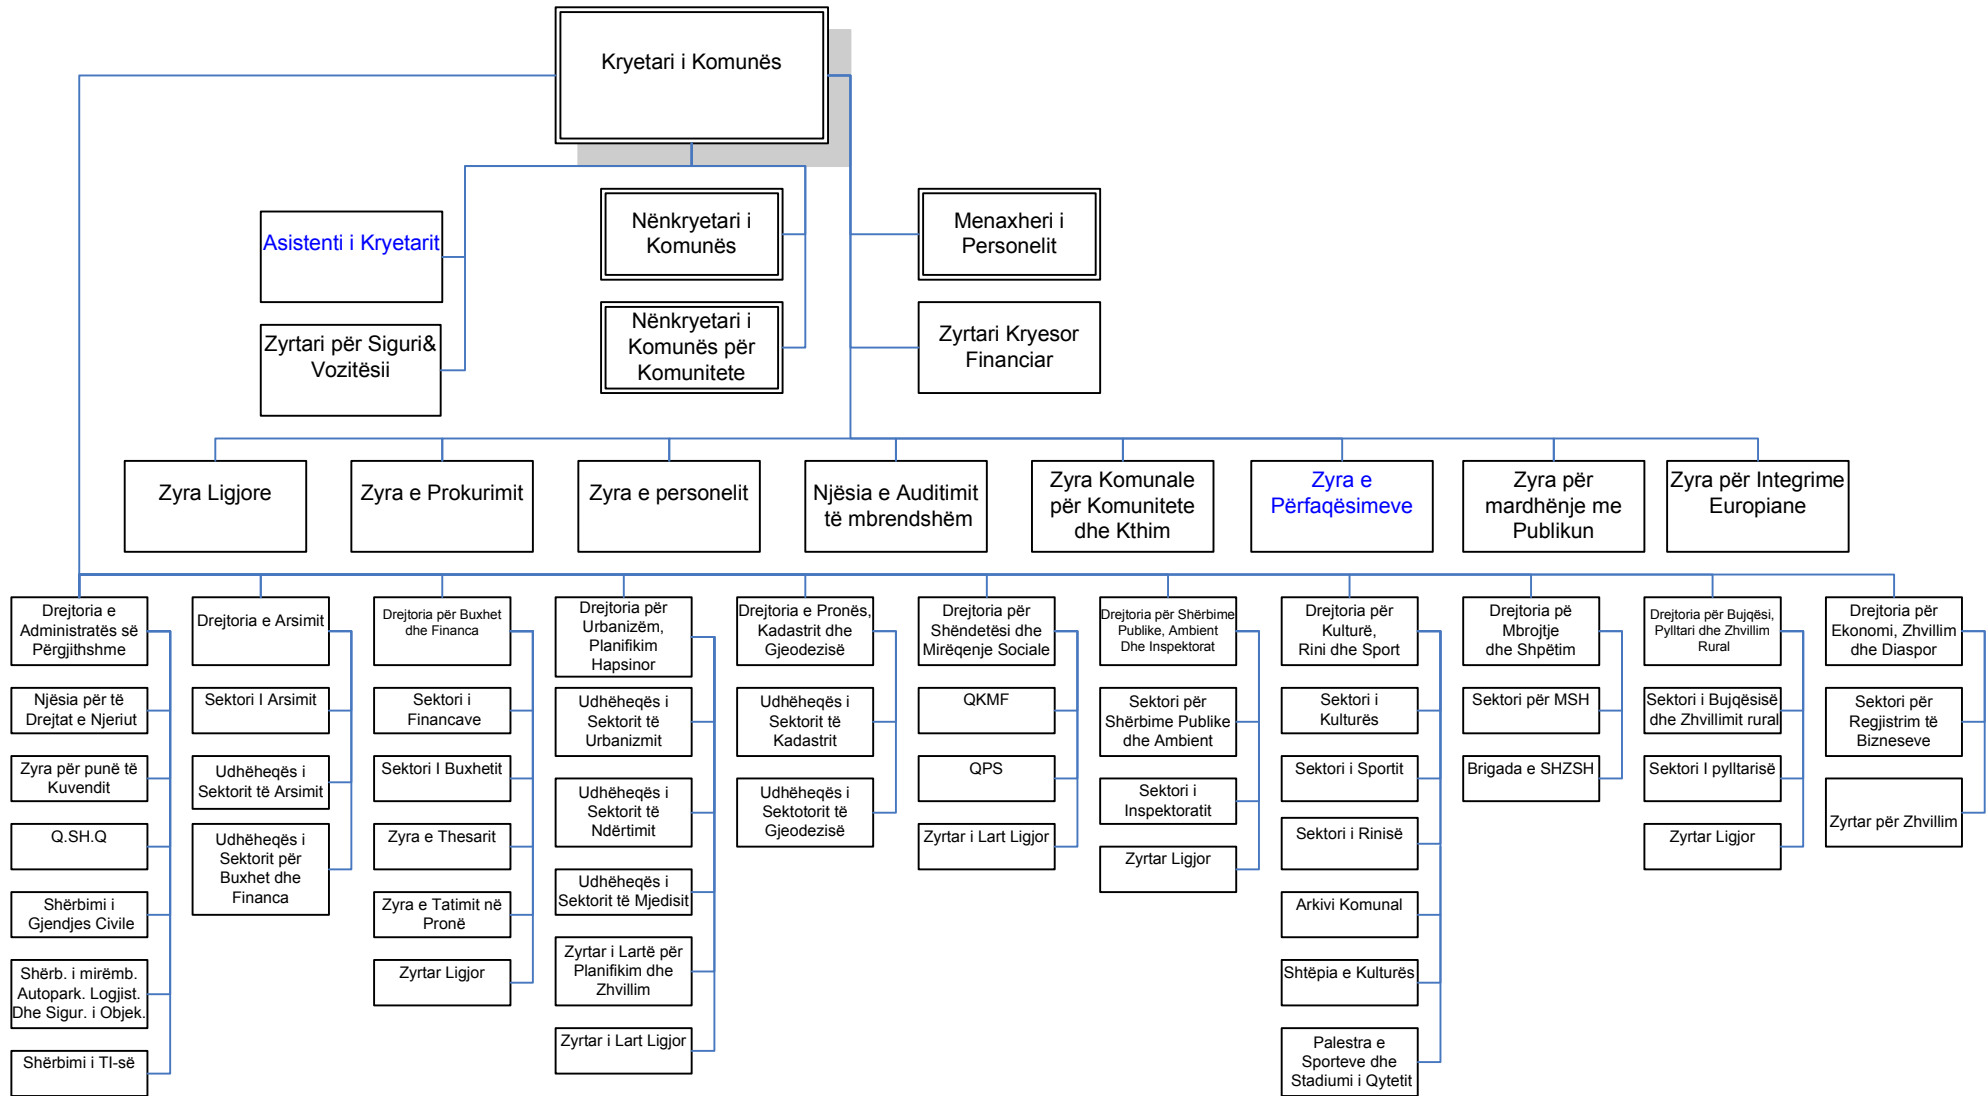 Kryetari i Komunës
Asistenti i Kryetarit
Nënkryetari i
Komunës
Menaxheri i
Personelit
Zyrtari për Siguri&
Vozitësii
Nënkryetari i
Komunës për
Komunitete
Zyrtari Kryesor
Financiar
Zyra Ligjore
Zyra e Prokurimit
Zyra e personelit
Njësia e Auditimit
të mbrendshëm
Zyra Komunale
për Komunitete
dhe Kthim
Zyra e
Përfaqësimeve
Zyra për
mardhënje me
Publikun
Zyra për Integrime
Europiane
Drejtoria e
Administratës së
Përgjithshme
Njësia për të
Drejtat e Njeriut
Zyra për punë të
Kuvendit
Q.SH.Q
Shërbimi i
Gjendjes Civile
Shërb. i mirëmb.
Autopark. Logjist.
Dhe Sigur. i Objek.
Shërbimi i TI-së
Drejtoria e Arsimit
Sektori I Arsimit
Udhëheqës i
Sektorit të Arsimit
Udhëheqës i
Sektorit për
Buxhet dhe
Financa
Drejtoria për Buxhet
dhe Financa
Sektori i
Financave
Sektori I Buxhetit
Zyra e Thesarit
Zyra e Tatimit në
Pronë
Zyrtar Ligjor
Drejtoria për
Urbanizëm,
Planifikim
Hapsinor
Udhëheqës i
Sektorit të
Urbanizmit
Udhëheqës i
Sektorit të
Ndërtimit
Udhëheqës i
Sektorit të Mjedisit
Zyrtar i Lartë për
Planifikim dhe
Zhvillim
Zyrtar i Lart Ligjor
Drejtoria e Pronës,
Kadastrit dhe
Gjeodezisë
Udhëheqës i
Sektorit të
Kadastrit
Udhëheqës i
Sektotorit të
Gjeodezisë
Drejtoria për
Shëndetësi dhe
Mirëqenje Sociale
QKMF
QPS
Zyrtar i Lart Ligjor
Drejtoria për Shërbime
Publike, Ambient
Dhe Inspektorat
Sektori për
Shërbime Publike
dhe Ambient
Sektori i
Inspektoratit
Zyrtar Ligjor
Drejtoria për
Kulturë,
Rini dhe Sport
Sektori i
Kulturës
Sektori i Sportit
Sektori i Rinisë
Arkivi Komunal
Shtëpia e Kulturës
Palestra e
Sporteve dhe
Stadiumi i Qytetit
Drejtoria pë
Mbrojtje
dhe Shpëtim
Sektori për MSH
Brigada e SHZSH
Drejtoria për Bujqësi,
Pylltari dhe Zhvillim
Rural
Sektori i Bujqësisë
dhe Zhvillimit rural
Sektori I pylltarisë
Zyrtar Ligjor
Drejtoria për
Ekonomi, Zhvillim
dhe Diaspor
Sektori për
Regjistrim të
Bizneseve
Zyrtar për Zhvillim